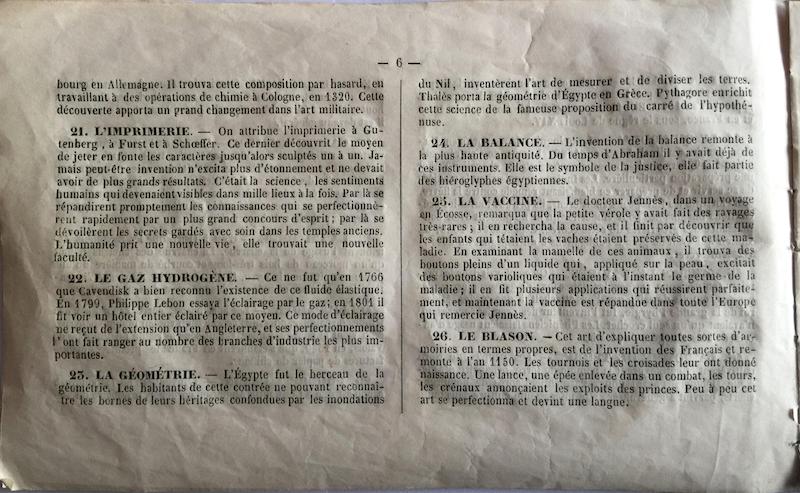 — 6 —
bourg en Allemagne. Il trouva cette composition par hasard, en
travaillant à des opérations de chimie à Cologne, en 1320. Cette
découverte apporta un grand changement dans l'art militaire.
21. L'IMPRIMERIE. — On attribue l'imprimerie à Gu-
tenberg, à Furst et à Schœffer. Ce dernier découvrit le moyen
de jeter en fonte les caractères jusqu'alors sculptés un à un. Ja-
mais peut-être invention n'excita plus d'étonnement et ne devait
avoir de plus grands résultats. C'était la science, les sentiments
humains qui devenaient visibles dans mille lieux à la fois. Par là se
répandirent promptement les connaissances qui se perfectionnè-
rent rapidement par un plus grand concours d'esprit; par là se
dévoilèrent les secrets gardés avec soin dans les temples anciens.
L'humanité prit une nouvelle vie, elle trouvait une nouvelle
faculté.
22. LE GAZ HYDROGÈNE. — Ce ne fut qu'en 1766
que Cavendisk a bien reconnu l'existence de ce fluide élastique.
En 1799, Philippe Lebon essaya l'éclairage par le gaz; en 1801 il
fit voir un hôtel entier éclairé par ce moyen. Ce mode d'éclairage
ne reçut de l'extension qu'en Angleterre, et ses perfectionnements
l'ont fait ranger au nombre des branches d'industrie les plus im-
portantes.
23. LA GÉOMÉTRIE. — L'Égypte fut le berceau de la
géométrie. Les habitants de cette contrée ne pouvant reconnaî-
tre les bornes de leurs héritages confondues par les inondations
du Nil, inventèrent l'art de mesurer et de diviser les terres.
Thalès porta la géométrie d'Égypte en Grèce. Pythagore enrichit
cette science de la fameuse proposition du carré de l'hypothé-
nuse.
24. LA BALANCE. — L'invention de la balance remonte à
la plus haute antiquité. Du temps d'Abraham il y avait déjà de
ces instruments. Elle est le symbole de la justice, elle fait partie
des hiéroglyphes égyptiennes.
25. LA VACCINE. — Le docteur Jennès, dans un voyage
en Écosse, remarqua que la petite vérole y avait fait des ravages
très-rares; il en rechercha la cause, et il finit par découvrir que
les enfants qui tétaient les vaches étaient préservés de cette ma-
ladie. En examinant la mamelle de ces animaux, il trouva des
boutons pleins d'un liquide qui, appliqué sur la peau, excitait
des boutons varioliques qui étaient à l'instant le germe de la
maladie; il en fit plusieurs applications qui réussirent parfaite-
ment, et maintenant la vaccine est répandue dans toute l'Europe
qui remercie Jennès.
26. LE BLASON. — Cet art d'expliquer toutes sortes d'ar-
moiries en termes propres, est de l'invention des Français et re-
monte à l'an 1150. Les tournois et les croisades leur ont donné
naissance. Une lance, une épée enlevée dans un combat, les tours,
les crénaux annonçaient les exploits des princes. Peu à peu cet
art se perfectionna et devint une langue.